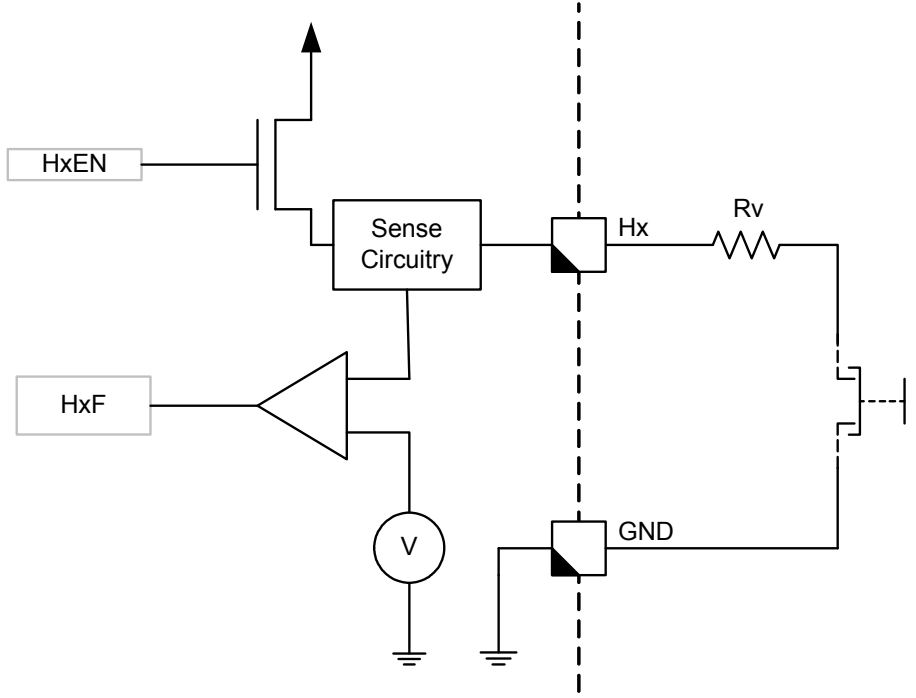 HxEN
Sense
Circuitry
Hx
Rv
HxF
V
GND